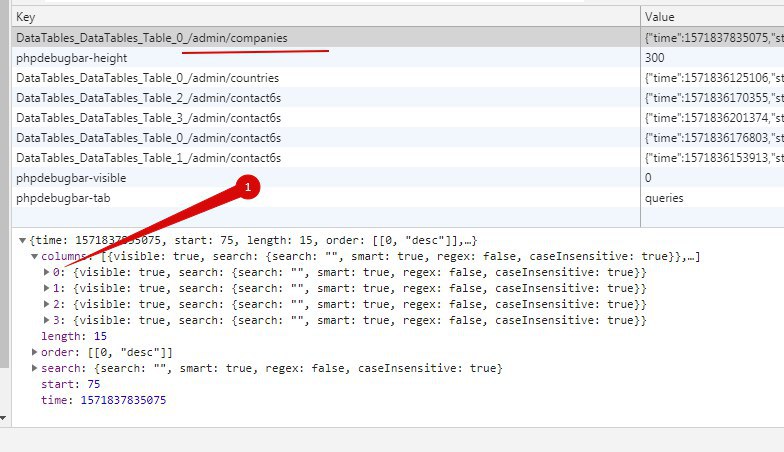 Key Value
DataTables_DataTables_Table_0_/admin/companies {"time":1571837835075,"st
phpdebugbar-height 300
DataTables_DataTables_Table_0_/admin/countries {"time":1571836125106,"st
DataTables_DataTables_Table_2_/admin/contact6s {"time":1571836170355,"st
DataTables_DataTables_Table_3_/admin/contact6s {"time":1571836201374,"st
DataTables_DataTables_Table_0_/admin/contact6s {"time":1571836176803,"st
DataTables_DataTables_Table_1_/admin/contact6s {"time":1571836153913,"st
phpdebugbar-visible 0
phpdebugbar-tab queries
1
{time: 1571837835075, start: 75, length: 15, order: [[0, "desc"]],…}
columns: [{visible: true, search: {search: "", smart: true, regex: false, caseInsensitive: true}},…]
0: {visible: true, search: {search: "", smart: true, regex: false, caseInsensitive: true}}
1: {visible: true, search: {search: "", smart: true, regex: false, caseInsensitive: true}}
2: {visible: true, search: {search: "", smart: true, regex: false, caseInsensitive: true}}
3: {visible: true, search: {search: "", smart: true, regex: false, caseInsensitive: true}}
length: 15
order: [[0, "desc"]]
search: {search: "", smart: true, regex: false, caseInsensitive: true}
start: 75
time: 1571837835075